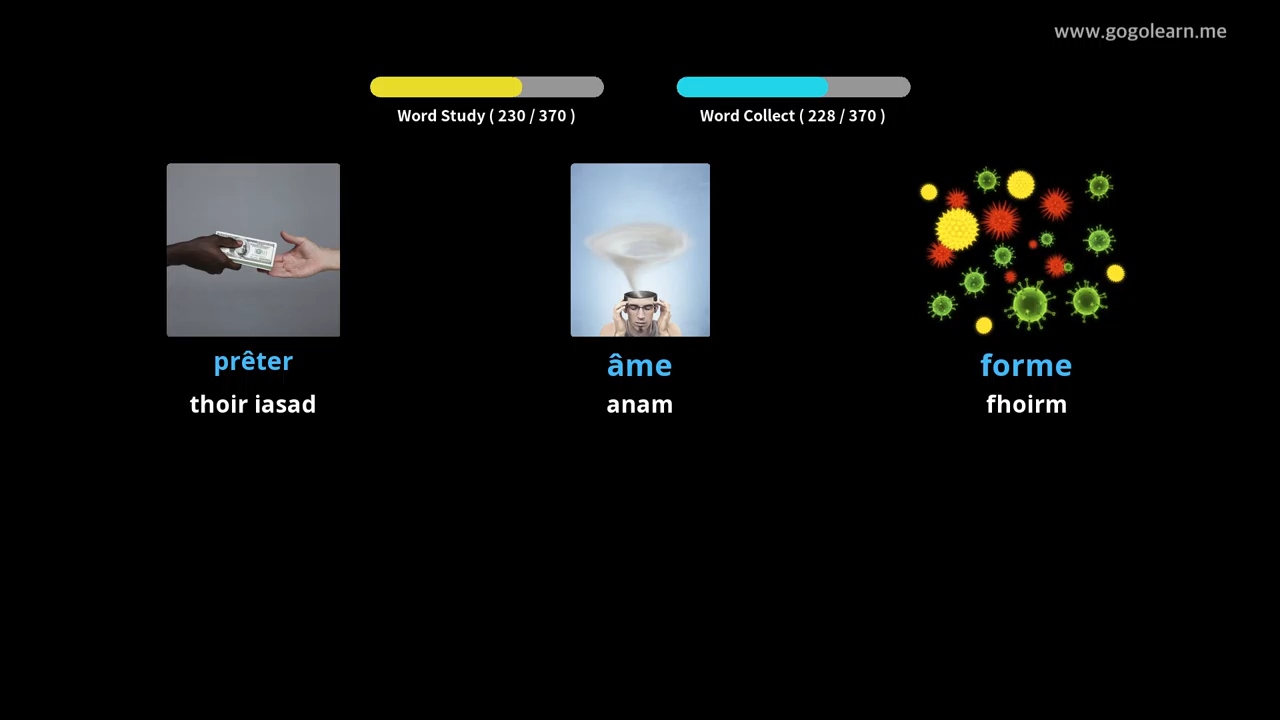 www.gogolearn.me
Word Study ( 230 / 370 )
Word Collect ( 228 / 370 )
prêter
âme
forme
thoir iasad
anam
fhoirm